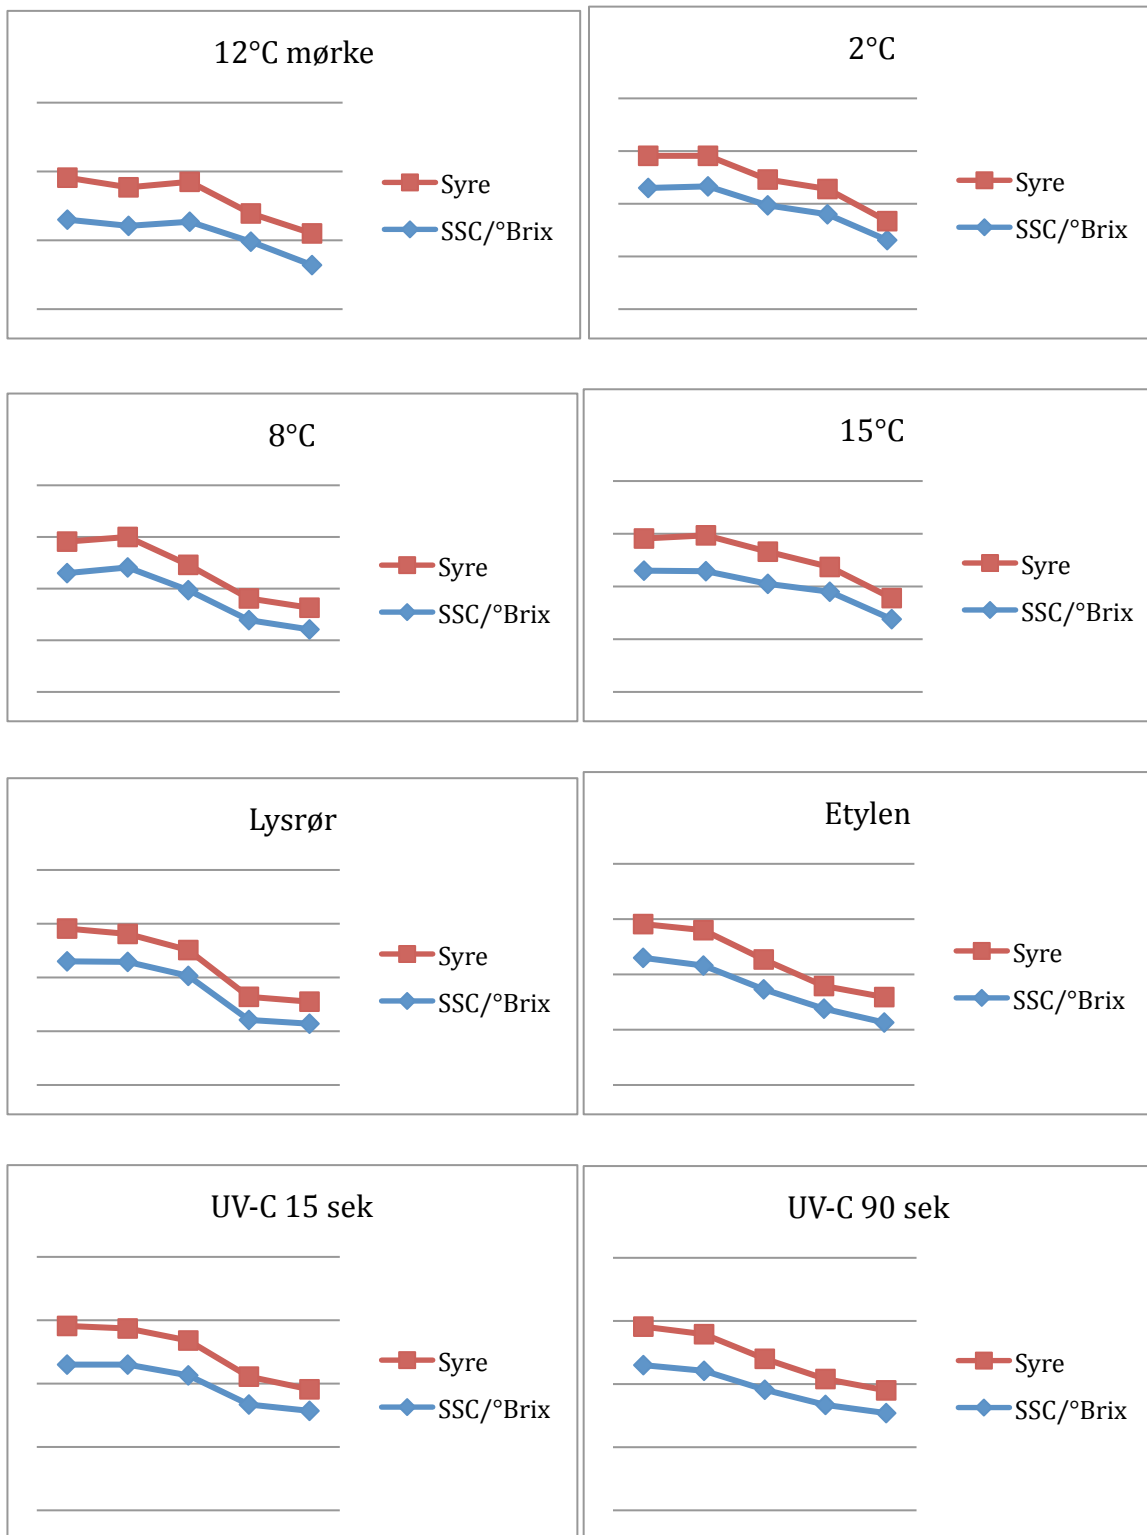 12°C mørke
Syre
SSC/°Brix
2°C
Syre
SSC/°Brix
8°C
Syre
SSC/°Brix
15°C
Syre
SSC/°Brix
Lysrør
Syre
SSC/°Brix
Etylen
Syre
SSC/°Brix
UV-C 15 sek
Syre
SSC/°Brix
UV-C 90 sek
Syre
SSC/°Brix